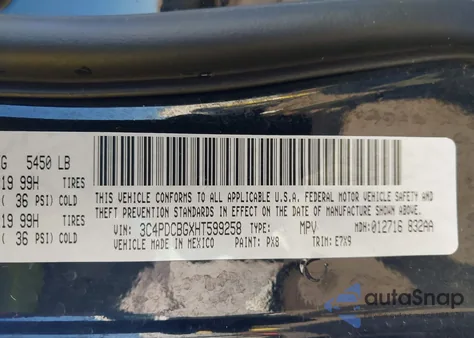 G 5450 LB
19 99H TIRES
( 36 PSI) COLD
19 99H TIRES
( 36 PSI) COLD
THIS VEHICLE CONFORMS TO ALL APPLICABLE U.S.A. FEDERAL MOTOR VEHICLE SAFETY AND
THEFT PREVENTION STANDARDS IN EFFECT ON THE DATE OF MANUFACTURE SHOWN ABOVE.
VIN: 3C4PDCBGXHT599258 TYPE: MPV MDH: 012716 832AA
VEHICLE MADE IN MEXICO PAINT: PX8 TRIM: E7X9
autoSnap